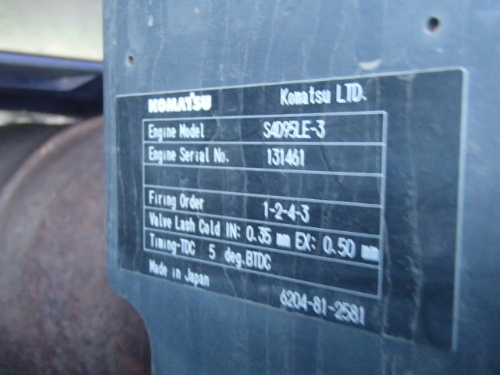 KOMATSU Komatsu LTD.
Engine Model S4D95LE-3
Engine Serial No. 131461
Firing Order 1-2-4-3
Valve Lash Cold IN: 0.35 mm EX: 0.50 mm
Timing-TDC 5 deg.BTDC
Made in Japan 6204-81-2581